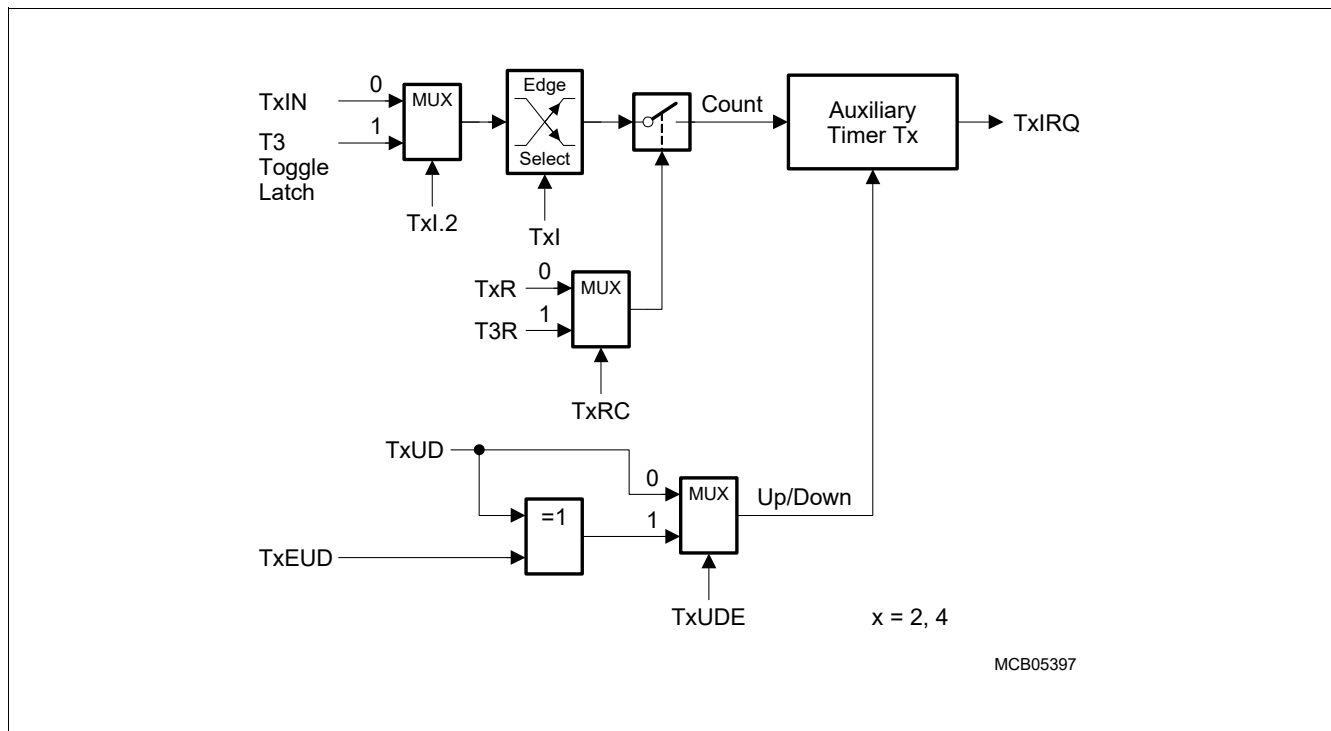 TxIN
0
MUX
Edge
Select
Count
Auxiliary
Timer Tx
TxIRQ
T3
Toggle
Latch
1
TxI.2
TxI
TxR
0
MUX
T3R
1
TxRC
TxUD
0
MUX
Up/Down
=1
1
TxEUD
TxUDE
x = 2, 4
MCB05397